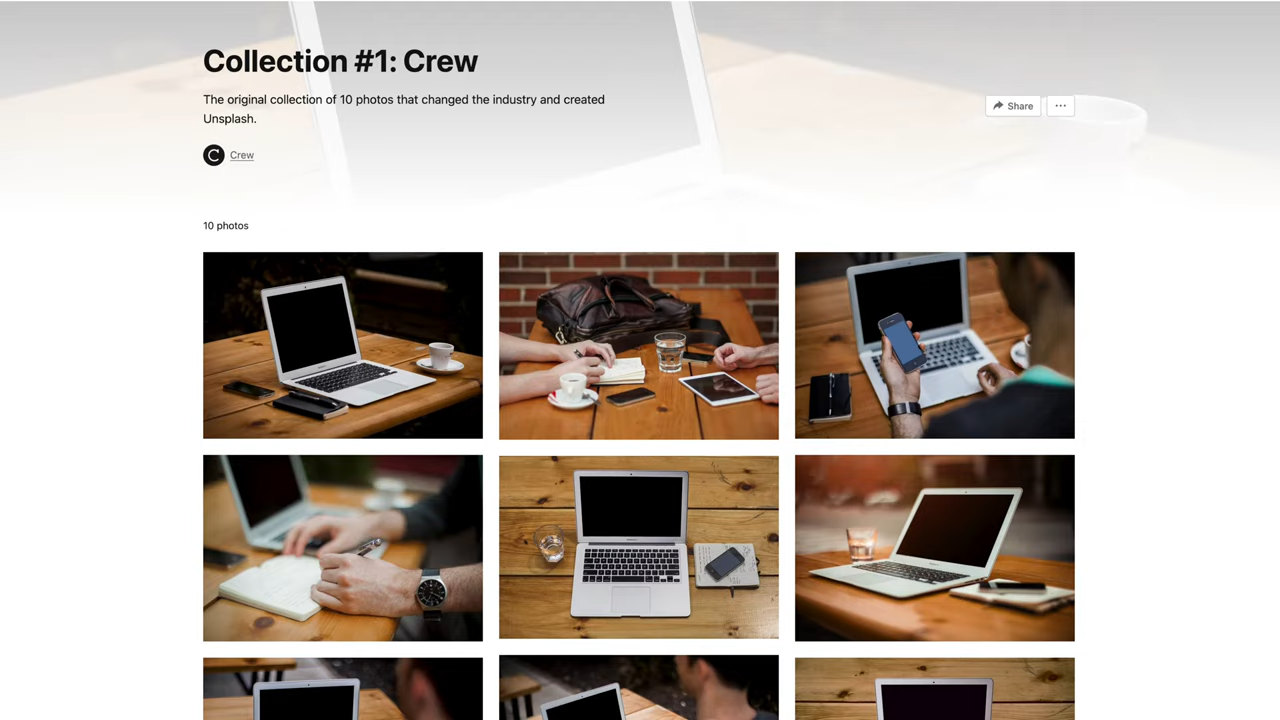 Collection #1: Crew
The original collection of 10 photos that changed the industry and created
Unsplash.
Share
C
Crew
10 photos